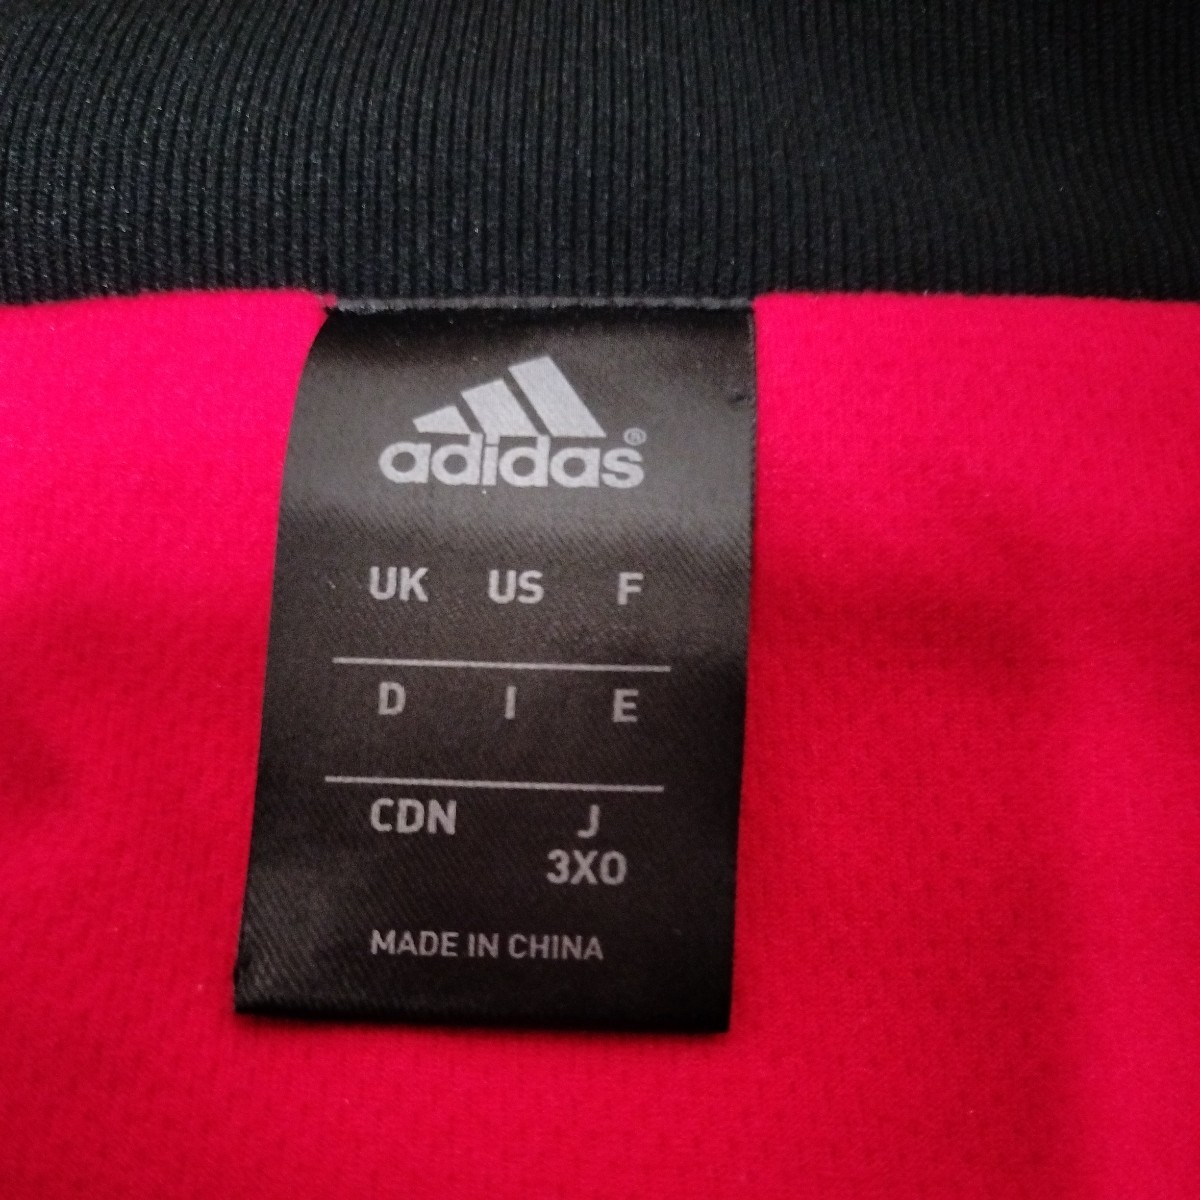 adidas®
UK US F
D I E
CDN J
3XO
MADE IN CHINA